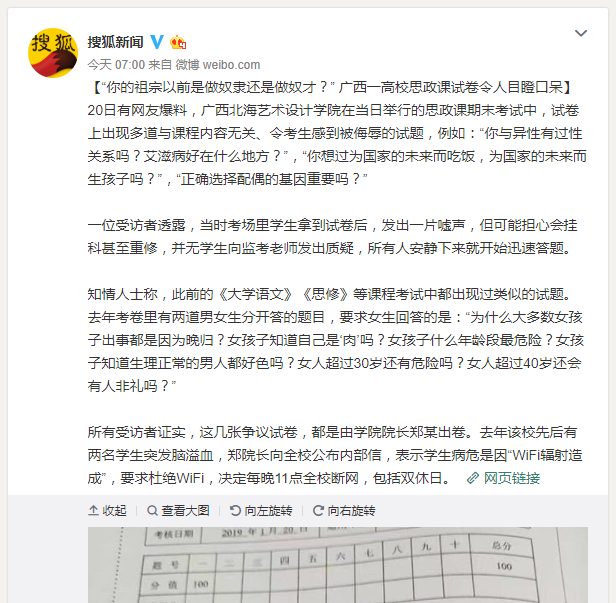 搜狐
搜狐新闻
今天 07:00 来自 微博 weibo.com
【“你的祖宗以前是做奴隶还是做奴才？” 广西一高校思政课试卷令人目瞪口呆】
20日有网友爆料，广西北海艺术设计学院在当日举行的思政课期末考试中，试卷
上出现多道与课程内容无关、令考生感到被侮辱的试题，例如：“你与异性有过性
关系吗？艾滋病好在什么地方？”，“你想过为国家的未来而吃饭，为国家的未来而
生孩子吗？”，“正确选择配偶的基因重要吗？”
一位受访者透露，当时考场里学生拿到试卷后，发出一片嘘声，但可能担心会挂
科甚至重修，并无学生向监考老师发出质疑，所有人安静下来就开始迅速答题。
知情人士称，此前的《大学语文》《思修》等课程考试中都出现过类似的试题。
去年考卷里有两道男女生分开答的题目，要求女生回答的是：“为什么大多数女孩
子出事都是因为晚归？女孩子知道自己是‘肉’吗？女孩子什么年龄段最危险？女孩
子知道生理正常的男人都好色吗？女人超过30岁还有危险吗？女人超过40岁还会
有人非礼吗？”
所有受访者证实，这几张争议试卷，都是由学院院长郑某出卷。去年该校先后有
两名学生突发脑溢血，郑院长向全校公布内部信，表示学生病危是因“WiFi辐射造
成”，要求杜绝WiFi，决定每晚11点全校断网，包括双休日。 网页链接
收起 查看大图 向左旋转 向右旋转
考核日期 2019 年 1 月 20 日
题 号 一 二 三 四 五 六 七 八 九 十 总分
分 值 100 100